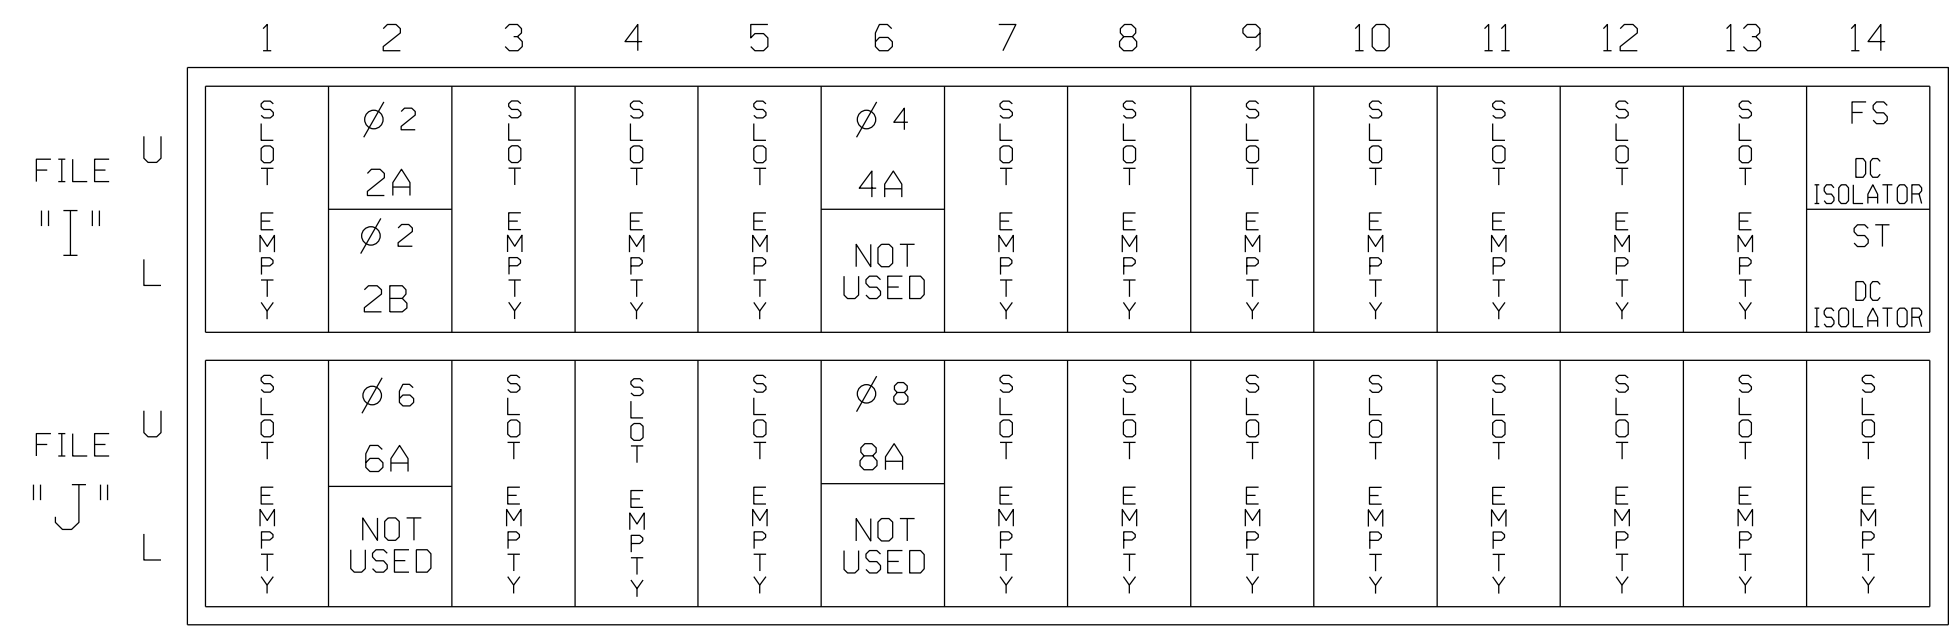 1 2 3 4 5 6 7 8 9 10 11 12 13 14
FILE "I"
U
L
SLOT EMPTY
Ø 2
2A
Ø 2
2B
SLOT EMPTY
SLOT EMPTY
SLOT EMPTY
Ø 4
4A
NOT
USED
SLOT EMPTY
SLOT EMPTY
SLOT EMPTY
SLOT EMPTY
SLOT EMPTY
SLOT EMPTY
SLOT EMPTY
FS
DC
ISOLATOR
ST
DC
ISOLATOR
FILE "J"
U
L
SLOT EMPTY
Ø 6
6A
NOT
USED
SLOT EMPTY
SLOT EMPTY
SLOT EMPTY
Ø 8
8A
NOT
USED
SLOT EMPTY
SLOT EMPTY
SLOT EMPTY
SLOT EMPTY
SLOT EMPTY
SLOT EMPTY
SLOT EMPTY
SLOT EMPTY